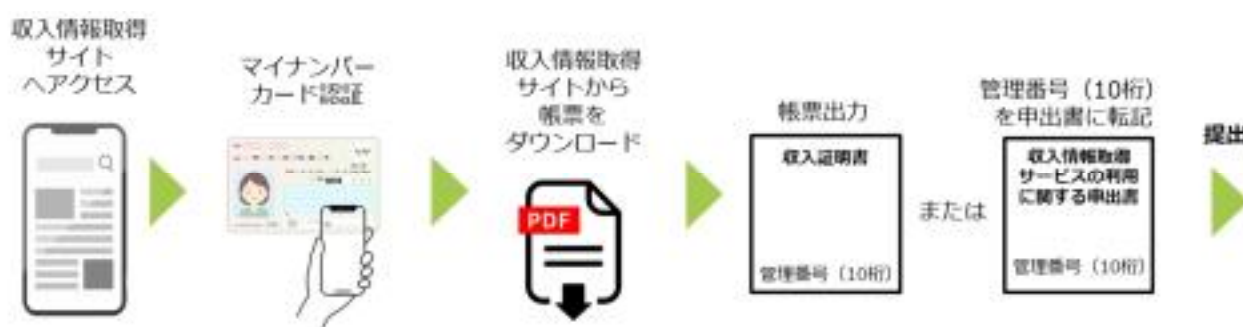 収入情報取得
サイト
へアクセス
マイナンバー
カード認証
収入情報取得
サイトから
帳票を
ダウンロード
PDF
帳票出力
収入証明書
管理番号（10桁）
または
管理番号（10桁）
を申出書に転記
収入情報取得
サービスの利用
に関する申出書
管理番号（10桁）
提出